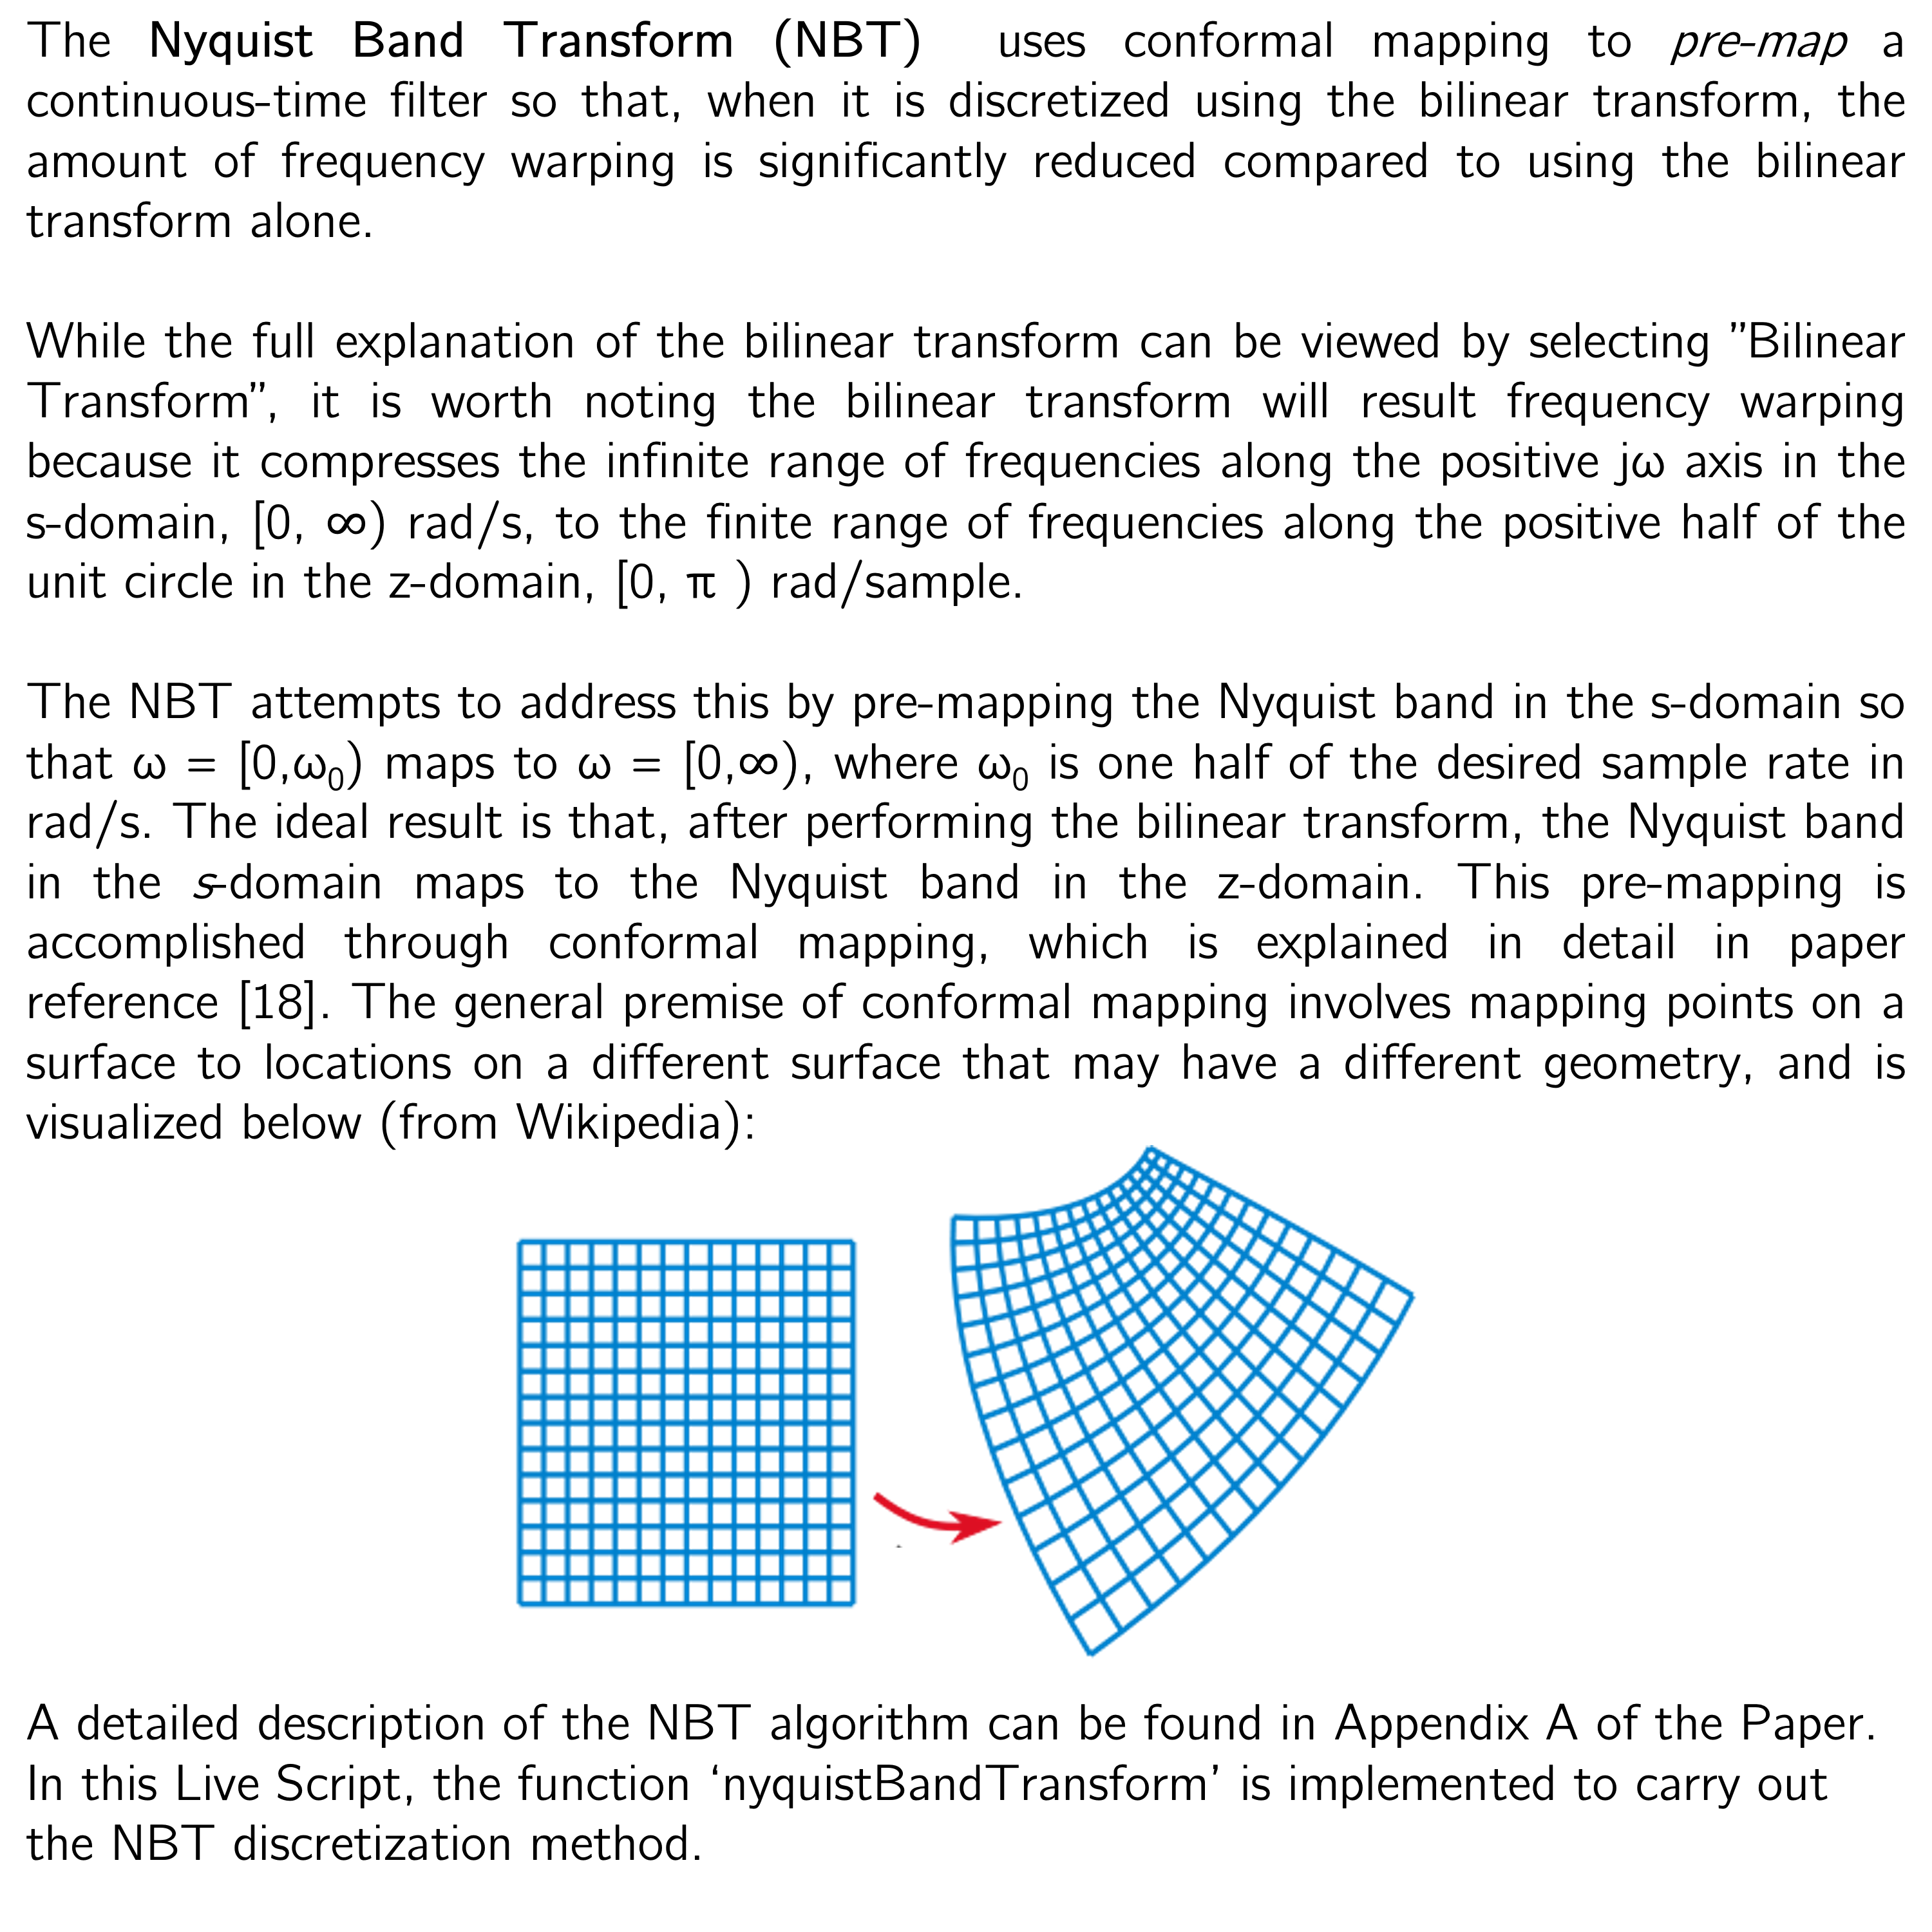 The Nyquist Band Transform (NBT) uses conformal mapping to pre-map a
continuous-time filter so that, when it is discretized using the bilinear transform, the
amount of frequency warping is significantly reduced compared to using the bilinear
transform alone.
While the full explanation of the bilinear transform can be viewed by selecting ”Bilinear
Transform”, it is worth noting the bilinear transform will result frequency warping
because it compresses the infinite range of frequencies along the positive jω axis in the
s-domain, [0, ∞) rad/s, to the finite range of frequencies along the positive half of the
unit circle in the z-domain, [0, π ) rad/sample.
The NBT attempts to address this by pre-mapping the Nyquist band in the s-domain so
that ω = [0,ω₀) maps to ω = [0,∞), where ω₀ is one half of the desired sample rate in
rad/s. The ideal result is that, after performing the bilinear transform, the Nyquist band
in the s-domain maps to the Nyquist band in the z-domain. This pre-mapping is
accomplished through conformal mapping, which is explained in detail in paper
reference [18]. The general premise of conformal mapping involves mapping points on a
surface to locations on a different surface that may have a different geometry, and is
visualized below (from Wikipedia):
A detailed description of the NBT algorithm can be found in Appendix A of the Paper.
In this Live Script, the function ‘nyquistBandTransform’ is implemented to carry out
the NBT discretization method.